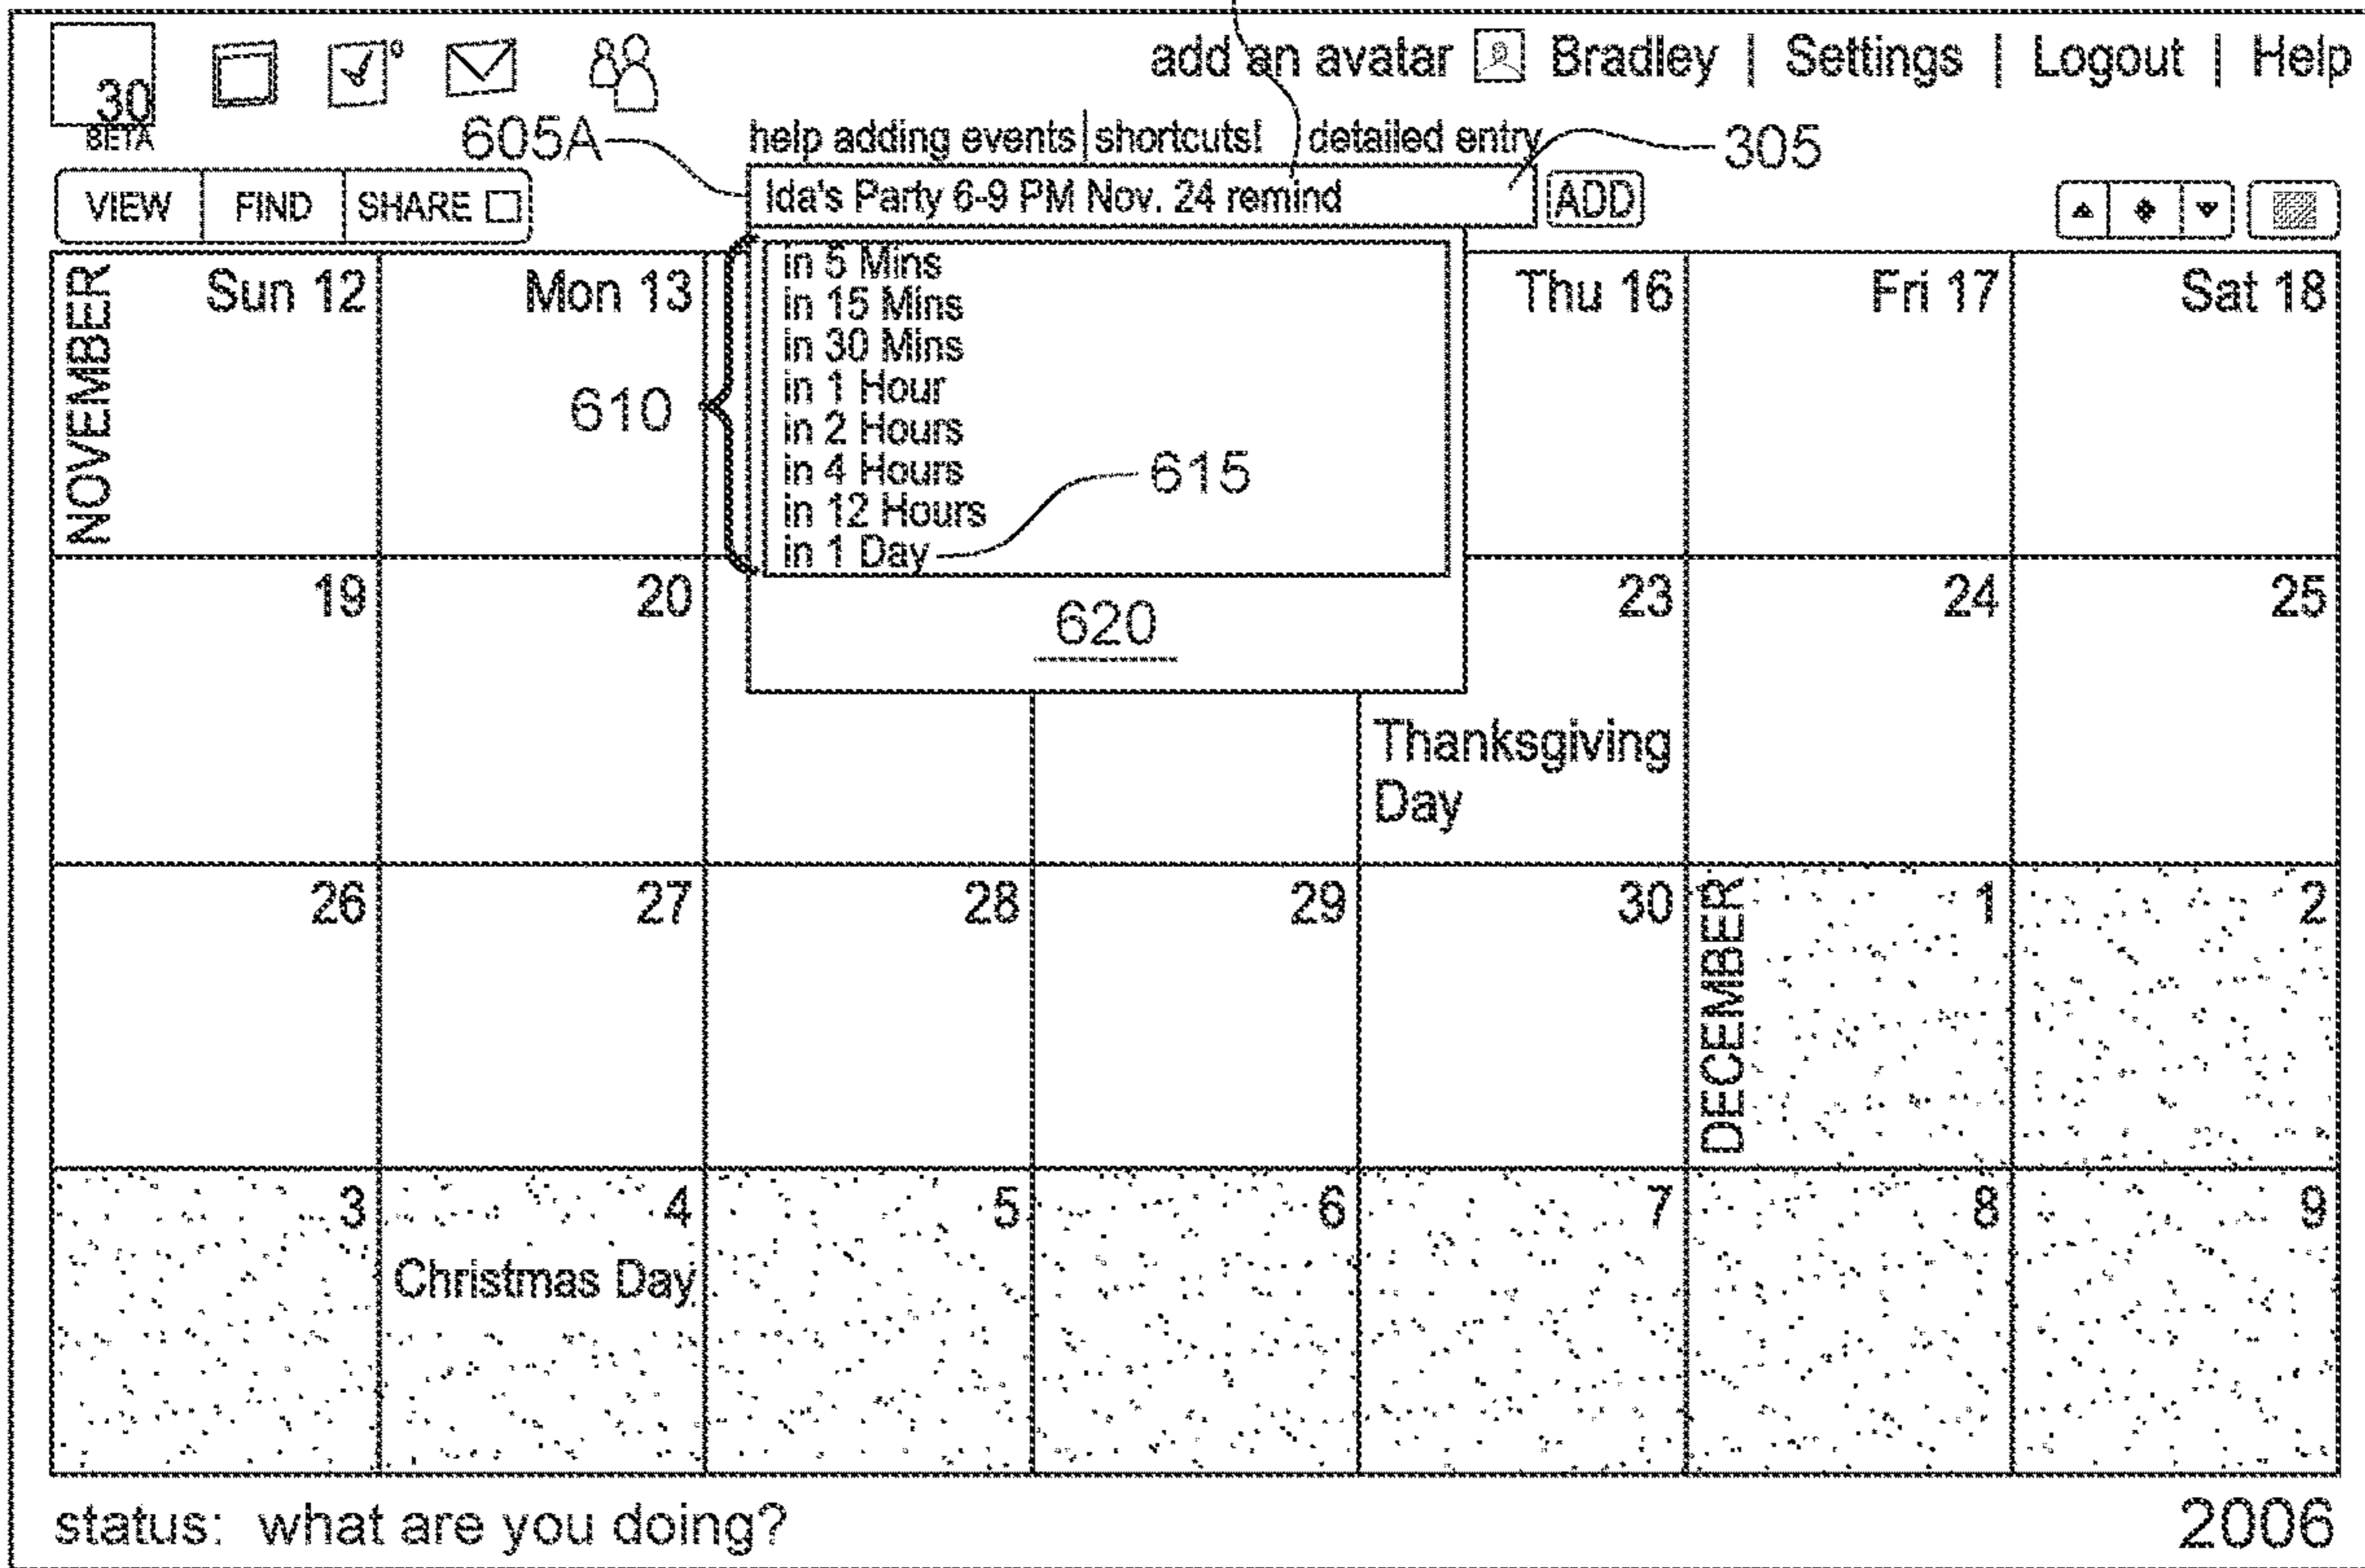 add an avatar Bradley | Settings | Logout | Help
30
BETA
605A
help adding events | shortcuts! detailed entry
305
VIEW FIND SHARE
Ida's Party 6-9 PM Nov. 24 remind
ADD
NOVEMBER
Sun 12 Mon 13 Thu 16 Fri 17 Sat 18
in 5 Mins
in 15 Mins
in 30 Mins
in 1 Hour
in 2 Hours
in 4 Hours
in 12 Hours
in 1 Day
610
615
620
19 20 23 24 25
Thanksgiving
Day
26 27 28 29 30 1 2
DECEMBER
3 4 5 6 7 8 9
Christmas Day
status: what are you doing? 2006